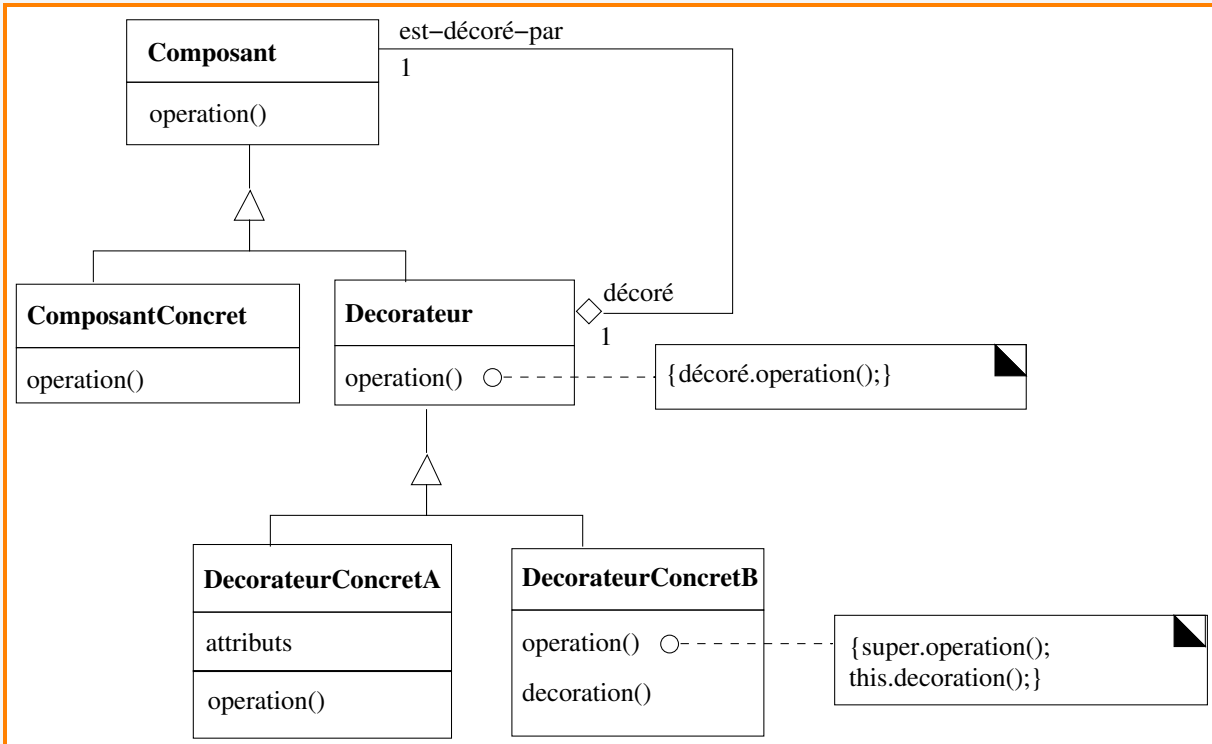 Composant
operation()
est−décoré−par
1
ComposantConcret
operation()
Decorateur
operation()
décoré
1
{décoré.operation();}
DecorateurConcretA
attributs
operation()
DecorateurConcretB
operation()
decoration()
{super.operation();
this.decoration();}